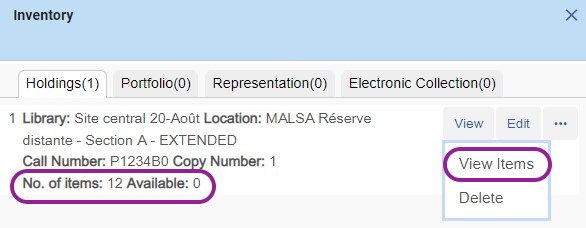 Inventory ×
Holdings(1) Portfolio(0) Representation(0) Electronic Collection(0)
1 Library: Site central 20-Août Location: MALSA Réserve View Edit •••
distante - Section A - EXTENDED
Call Number: P1234B0 Copy Number: 1 View Items
No. of items: 12 Available: 0
Delete